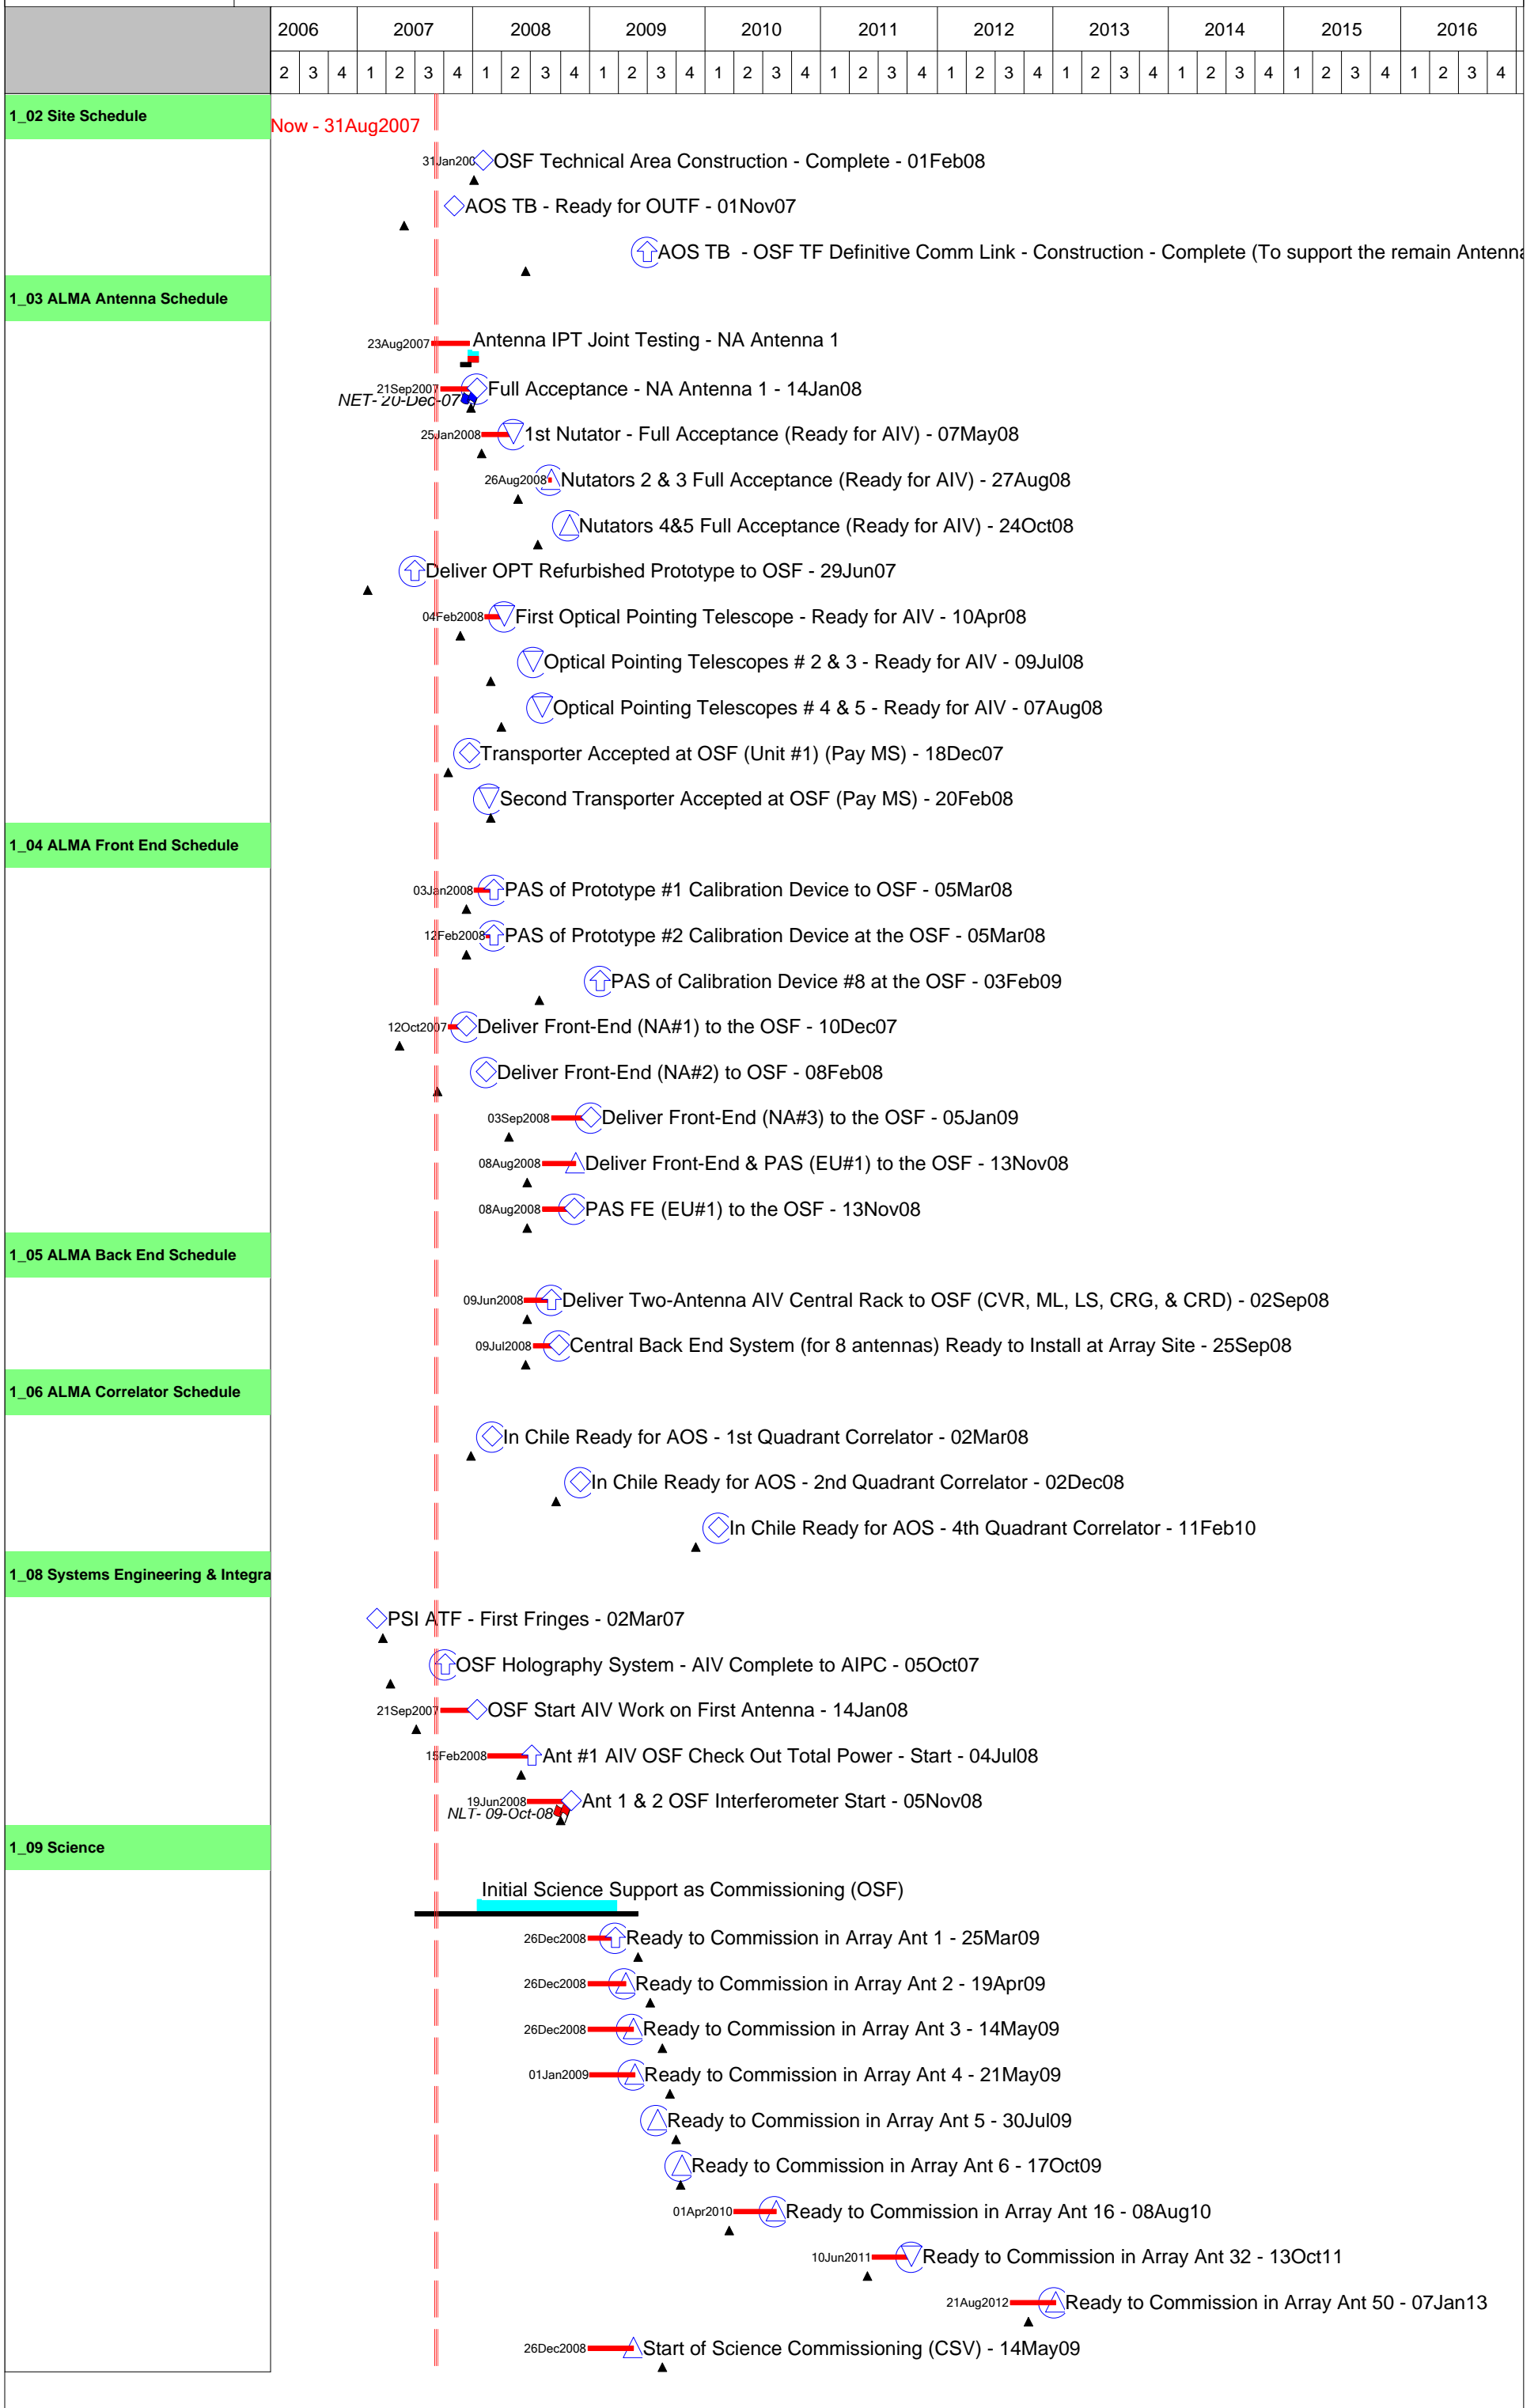 2006 2007 2008 2009 2010 2011 2012 2013 2014 2015 2016
2 3 4 1 2 3 4 1 2 3 4 1 2 3 4 1 2 3 4 1 2 3 4 1 2 3 4 1 2 3 4 1 2 3 4 1 2 3 4 1 2 3 4
1_02 Site Schedule
Now - 31Aug2007
31Jan200 OSF Technical Area Construction - Complete - 01Feb08
AOS TB - Ready for OUTF - 01Nov07
AOS TB - OSF TF Definitive Comm Link - Construction - Complete (To support the remain Antenna
1_03 ALMA Antenna Schedule
23Aug2007 Antenna IPT Joint Testing - NA Antenna 1
21Sep2007 Full Acceptance - NA Antenna 1 - 14Jan08
NET- 20-Dec-07
25Jan2008 1st Nutator - Full Acceptance (Ready for AIV) - 07May08
26Aug2008 Nutators 2 & 3 Full Acceptance (Ready for AIV) - 27Aug08
Nutators 4&5 Full Acceptance (Ready for AIV) - 24Oct08
Deliver OPT Refurbished Prototype to OSF - 29Jun07
04Feb2008 First Optical Pointing Telescope - Ready for AIV - 10Apr08
Optical Pointing Telescopes # 2 & 3 - Ready for AIV - 09Jul08
Optical Pointing Telescopes # 4 & 5 - Ready for AIV - 07Aug08
Transporter Accepted at OSF (Unit #1) (Pay MS) - 18Dec07
Second Transporter Accepted at OSF (Pay MS) - 20Feb08
1_04 ALMA Front End Schedule
03Jan2008 PAS of Prototype #1 Calibration Device to OSF - 05Mar08
12Feb2008 PAS of Prototype #2 Calibration Device at the OSF - 05Mar08
PAS of Calibration Device #8 at the OSF - 03Feb09
12Oct2007 Deliver Front-End (NA#1) to the OSF - 10Dec07
Deliver Front-End (NA#2) to OSF - 08Feb08
03Sep2008 Deliver Front-End (NA#3) to the OSF - 05Jan09
08Aug2008 Deliver Front-End & PAS (EU#1) to the OSF - 13Nov08
08Aug2008 PAS FE (EU#1) to the OSF - 13Nov08
1_05 ALMA Back End Schedule
09Jun2008 Deliver Two-Antenna AIV Central Rack to OSF (CVR, ML, LS, CRG, & CRD) - 02Sep08
09Jul2008 Central Back End System (for 8 antennas) Ready to Install at Array Site - 25Sep08
1_06 ALMA Correlator Schedule
In Chile Ready for AOS - 1st Quadrant Correlator - 02Mar08
In Chile Ready for AOS - 2nd Quadrant Correlator - 02Dec08
In Chile Ready for AOS - 4th Quadrant Correlator - 11Feb10
1_08 Systems Engineering & Integra
PSI ATF - First Fringes - 02Mar07
OSF Holography System - AIV Complete to AIPC - 05Oct07
21Sep2007 OSF Start AIV Work on First Antenna - 14Jan08
15Feb2008 Ant #1 AIV OSF Check Out Total Power - Start - 04Jul08
19Jun2008 Ant 1 & 2 OSF Interferometer Start - 05Nov08
NLT- 09-Oct-08
1_09 Science
Initial Science Support as Commissioning (OSF)
26Dec2008 Ready to Commission in Array Ant 1 - 25Mar09
26Dec2008 Ready to Commission in Array Ant 2 - 19Apr09
26Dec2008 Ready to Commission in Array Ant 3 - 14May09
01Jan2009 Ready to Commission in Array Ant 4 - 21May09
Ready to Commission in Array Ant 5 - 30Jul09
Ready to Commission in Array Ant 6 - 17Oct09
01Apr2010 Ready to Commission in Array Ant 16 - 08Aug10
10Jun2011 Ready to Commission in Array Ant 32 - 13Oct11
21Aug2012 Ready to Commission in Array Ant 50 - 07Jan13
26Dec2008 Start of Science Commissioning (CSV) - 14May09